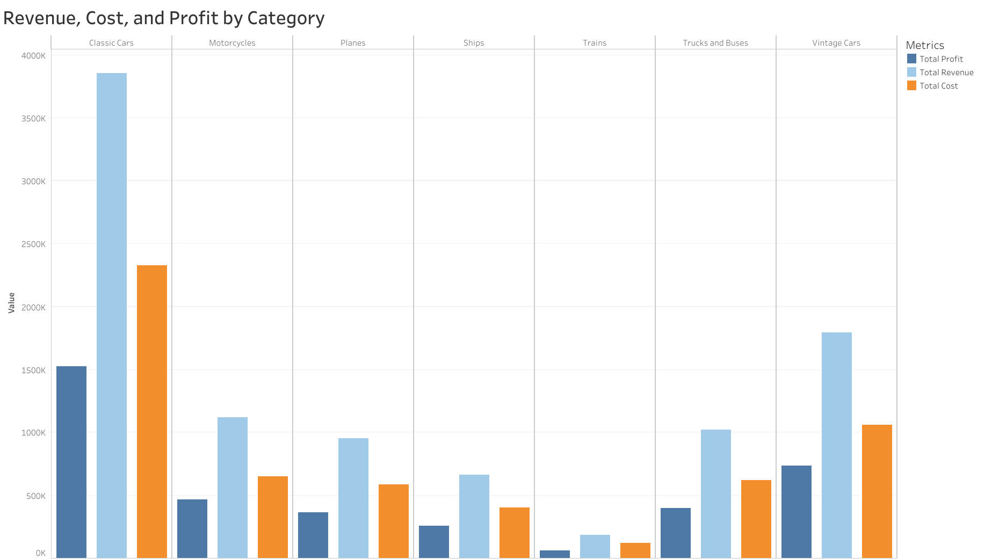 Revenue, Cost, and Profit by Category
Classic Cars
Motorcycles
Planes
Ships
Trains
Trucks and Buses
Vintage Cars
Metrics
Total Profit
Total Revenue
Total Cost
4000K
3500K
3000K
2500K
2000K
1500K
1000K
500K
0K
Value